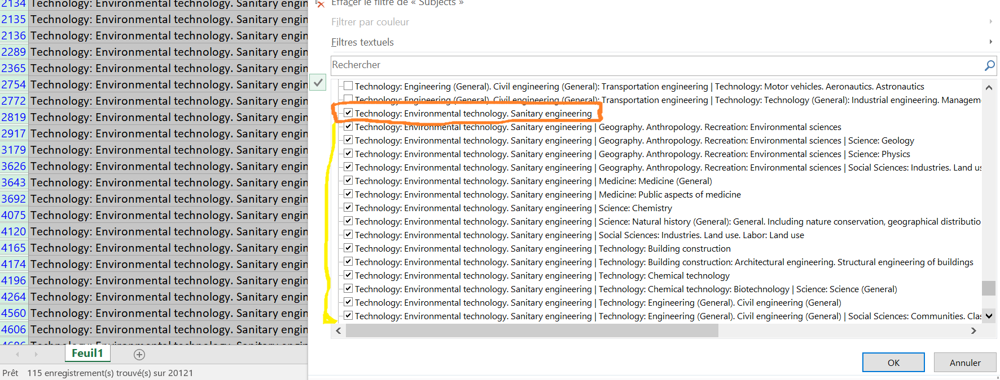 2134 Technology: Environmental technology. Sanitary engin
2135 Technology: Environmental technology. Sanitary engin
2136 Technology: Environmental technology. Sanitary engin
2289 Technology: Environmental technology. Sanitary engin
2365 Technology: Environmental technology. Sanitary engin
2754 Technology: Environmental technology. Sanitary engin
2772 Technology: Environmental technology. Sanitary engin
2819 Technology: Environmental technology. Sanitary engin
2917 Technology: Environmental technology. Sanitary engin
3179 Technology: Environmental technology. Sanitary engin
3626 Technology: Environmental technology. Sanitary engin
3643 Technology: Environmental technology. Sanitary engin
3692 Technology: Environmental technology. Sanitary engin
4075 Technology: Environmental technology. Sanitary engin
4120 Technology: Environmental technology. Sanitary engin
4165 Technology: Environmental technology. Sanitary engin
4174 Technology: Environmental technology. Sanitary engin
4196 Technology: Environmental technology. Sanitary engin
4264 Technology: Environmental technology. Sanitary engin
4560 Technology: Environmental technology. Sanitary engin
4606 Technology: Environmental technology. Sanitary engin
4686 Technology: Environmental technology. Sanitary engin
Feuil1
Prêt 115 enregistrement(s) trouvé(s) sur 20121
Effacer le filtre de « Subjects »
Filtrer par couleur
Filtres textuels
Rechercher
Technology: Engineering (General). Civil engineering (General): Transportation engineering | Technology: Motor vehicles. Aeronautics. Astronautics
Technology: Engineering (General). Civil engineering (General): Transportation engineering | Technology: Technology (General): Industrial engineering. Managem
Technology: Environmental technology. Sanitary engineering
Technology: Environmental technology. Sanitary engineering | Geography. Anthropology. Recreation: Environmental sciences
Technology: Environmental technology. Sanitary engineering | Geography. Anthropology. Recreation: Environmental sciences | Science: Geology
Technology: Environmental technology. Sanitary engineering | Geography. Anthropology. Recreation: Environmental sciences | Science: Physics
Technology: Environmental technology. Sanitary engineering | Geography. Anthropology. Recreation: Environmental sciences | Social Sciences: Industries. Land us
Technology: Environmental technology. Sanitary engineering | Medicine: Medicine (General)
Technology: Environmental technology. Sanitary engineering | Medicine: Public aspects of medicine
Technology: Environmental technology. Sanitary engineering | Science: Chemistry
Technology: Environmental technology. Sanitary engineering | Science: Natural history (General): General. Including nature conservation, geographical distributio
Technology: Environmental technology. Sanitary engineering | Social Sciences: Industries. Land use. Labor: Land use
Technology: Environmental technology. Sanitary engineering | Technology: Building construction
Technology: Environmental technology. Sanitary engineering | Technology: Building construction: Architectural engineering. Structural engineering of buildings
Technology: Environmental technology. Sanitary engineering | Technology: Chemical technology
Technology: Environmental technology. Sanitary engineering | Technology: Chemical technology: Biotechnology | Science: Science (General)
Technology: Environmental technology. Sanitary engineering | Technology: Engineering (General). Civil engineering (General)
Technology: Environmental technology. Sanitary engineering | Technology: Engineering (General). Civil engineering (General) | Social Sciences: Communities. Clas
OK
Annuler